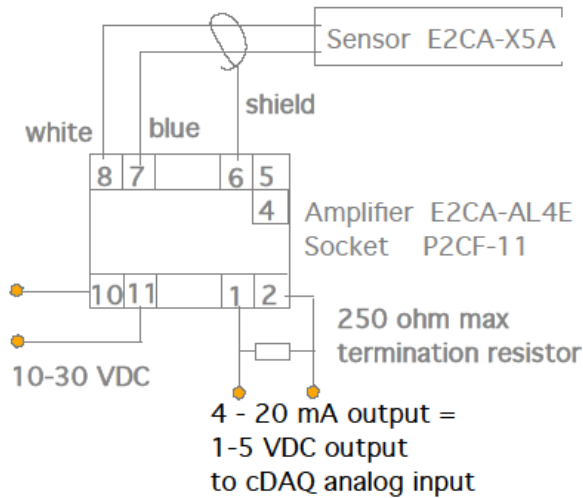 Sensor E2CA-X5A
shield
white
blue
8 7 6 5
4
Amplifier E2CA-AL4E
Socket P2CF-11
10 11 1 2
250 ohm max
termination resistor
10-30 VDC
4 - 20 mA output =
1-5 VDC output
to cDAQ analog input